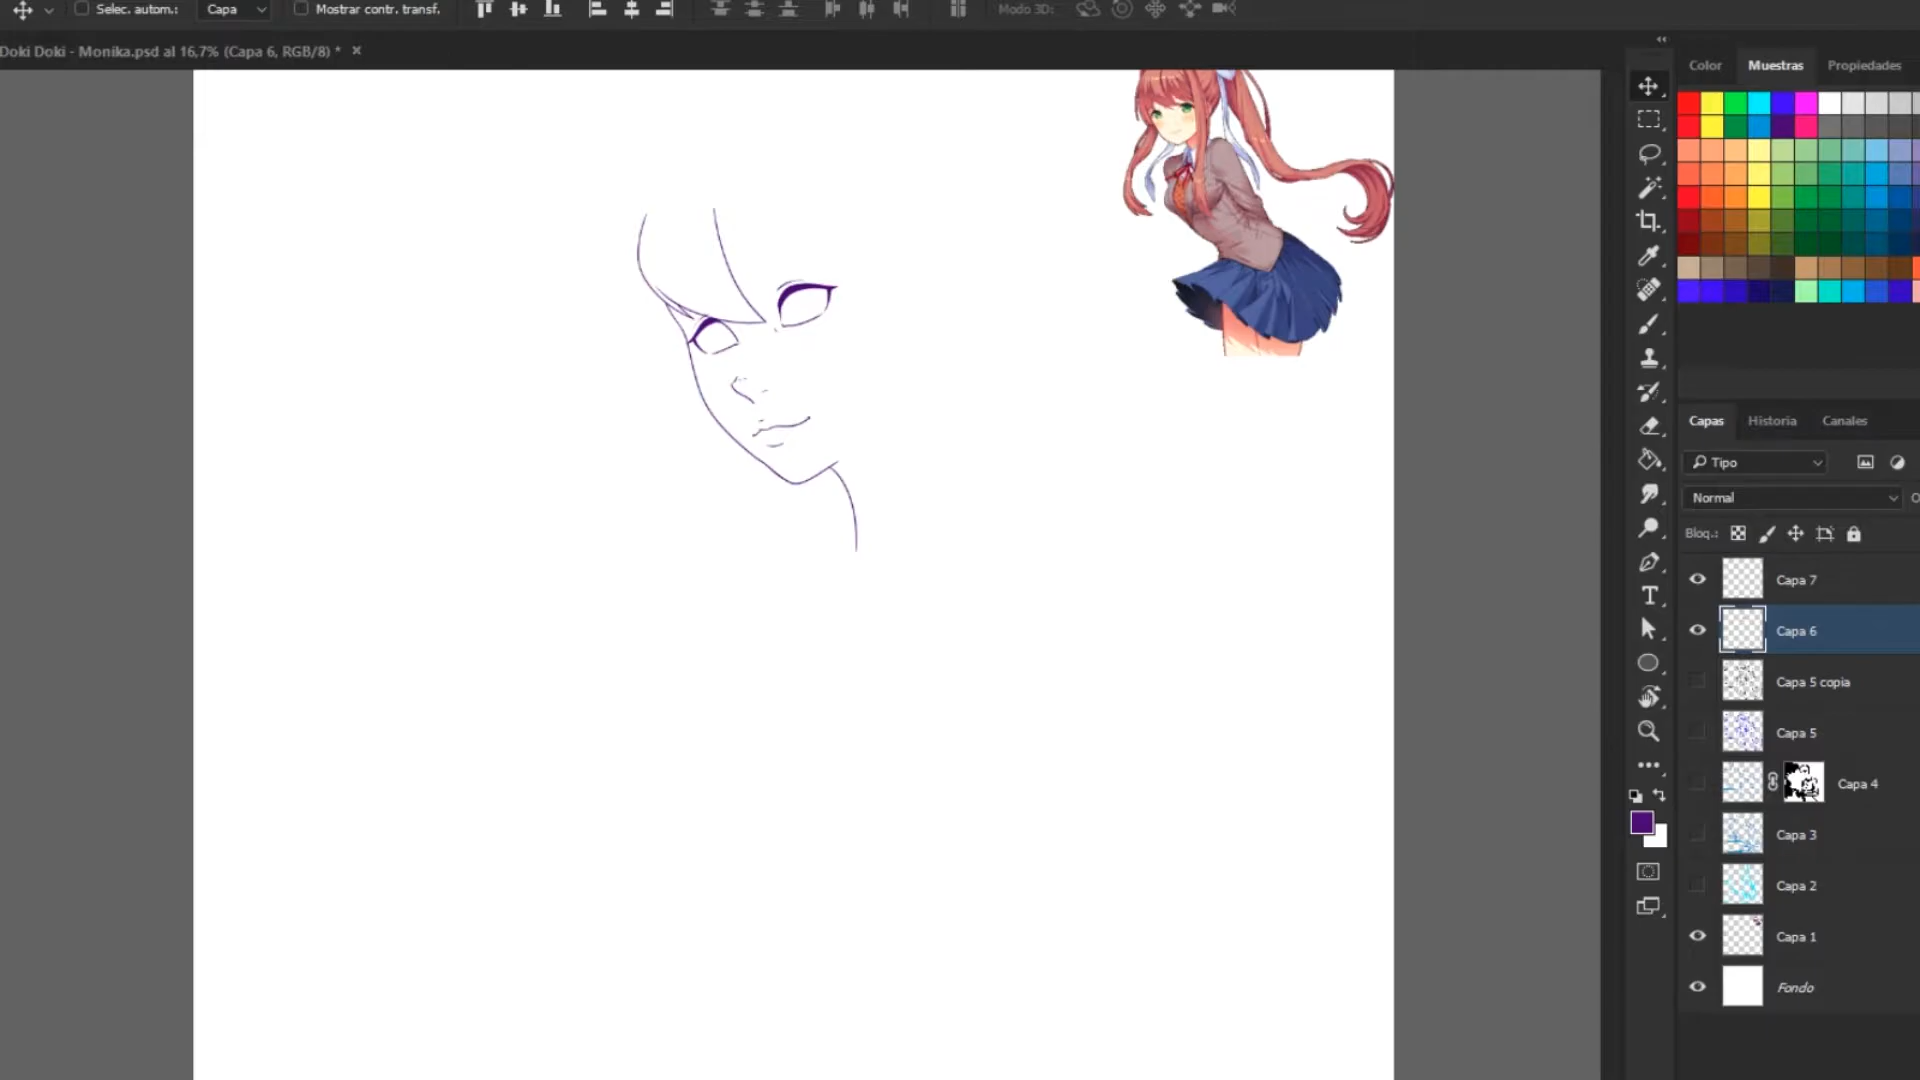 Selec. autom.: Capa Mostrar contr. transf. Modo 3D:
Doki Doki - Monika.psd al 16,7% (Capa 6, RGB/8) * ×
Color Muestras Propiedades
Capas Historia Canales
Tipo
Normal O
Bloq.:
Capa 7
Capa 6
Capa 5 copia
Capa 5
Capa 4
Capa 3
Capa 2
Capa 1
Fondo